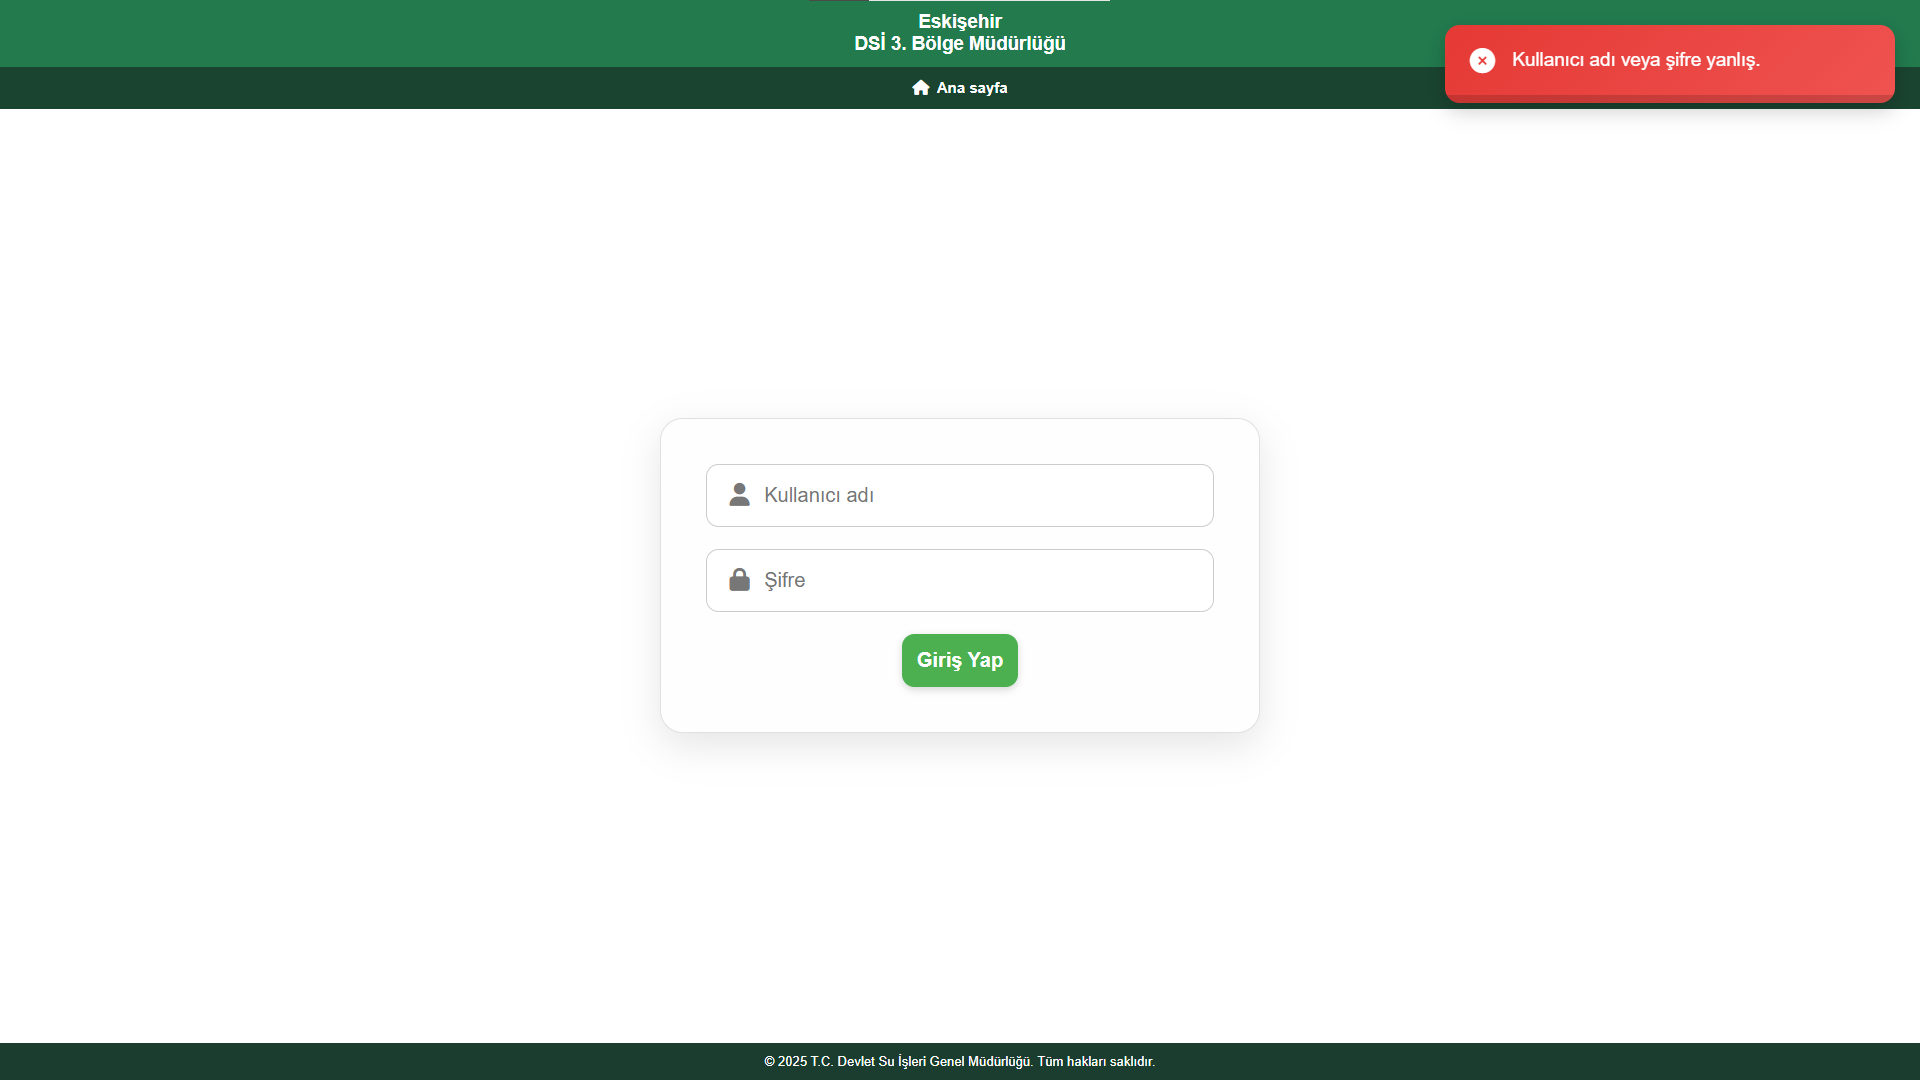 Eskişehir
DSİ 3. Bölge Müdürlüğü
Kullanıcı adı veya şifre yanlış.
Ana sayfa
Kullanıcı adı
Şifre
Giriş Yap
© 2025 T.C. Devlet Su İşleri Genel Müdürlüğü. Tüm hakları saklıdır.